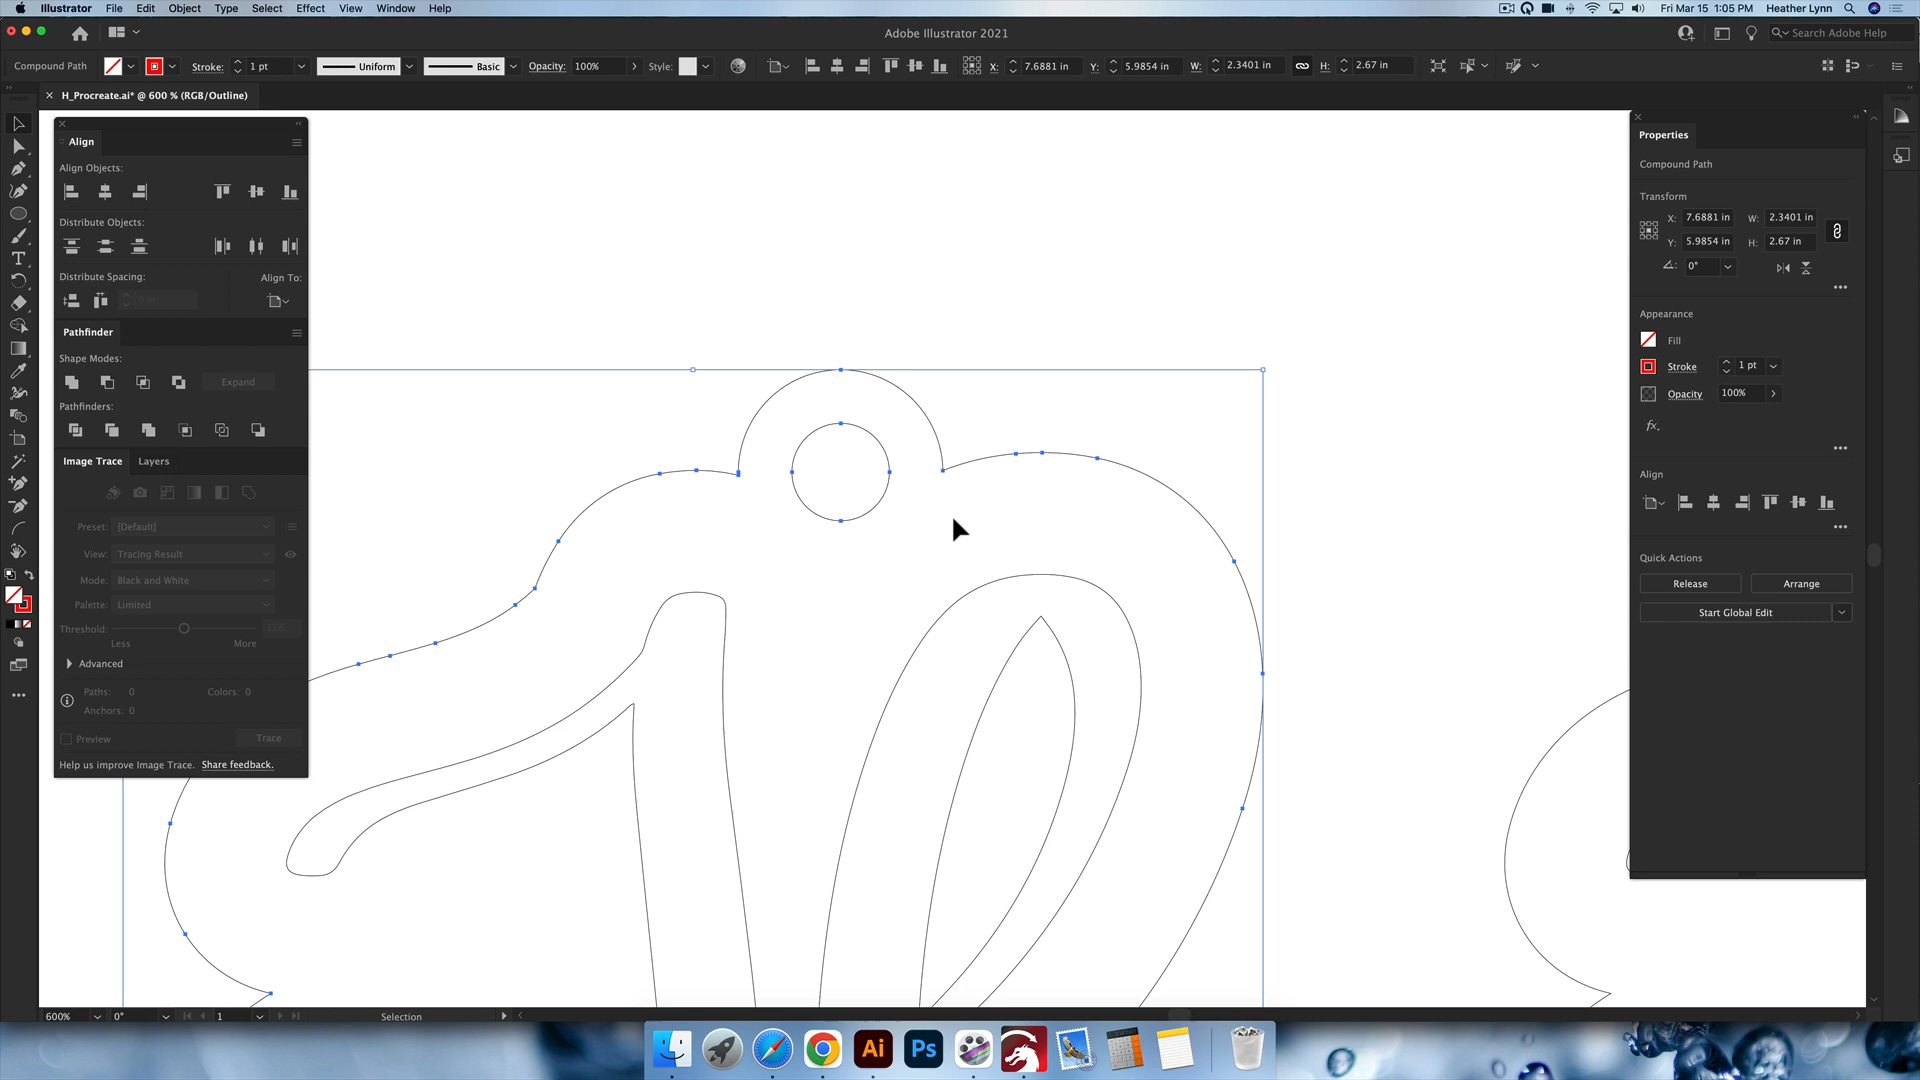 Illustrator File Edit Object Type Select Effect View Window Help
Fri Mar 15 1:05 PM Heather Lynn
Adobe Illustrator 2021
Search Adobe Help
Compound Path Stroke: 1 pt Uniform Basic Opacity: 100% Style: X: 7.6881 in Y: 5.9854 in W: 2.3401 in H: 2.67 in
H_Procreate.ai* @ 600 % (RGB/Outline)
Align
Align Objects:
Distribute Objects:
Distribute Spacing: Align To:
0 in
Pathfinder
Shape Modes:
Expand
Pathfinders:
Image Trace Layers
Preset: [Default]
View: Tracing Result
Mode: Black and White
Palette: Limited
Threshold: 128
Less More
Advanced
Paths: 0 Colors: 0
Anchors: 0
Preview Trace
Help us improve Image Trace. Share feedback.
Properties
Compound Path
Transform
X: 7.6881 in W: 2.3401 in
Y: 5.9854 in H: 2.67 in
0°
Appearance
Fill
Stroke 1 pt
Opacity 100%
fx.
Align
Quick Actions
Release Arrange
Start Global Edit
600% 0° 1 Selection
Ai Ps